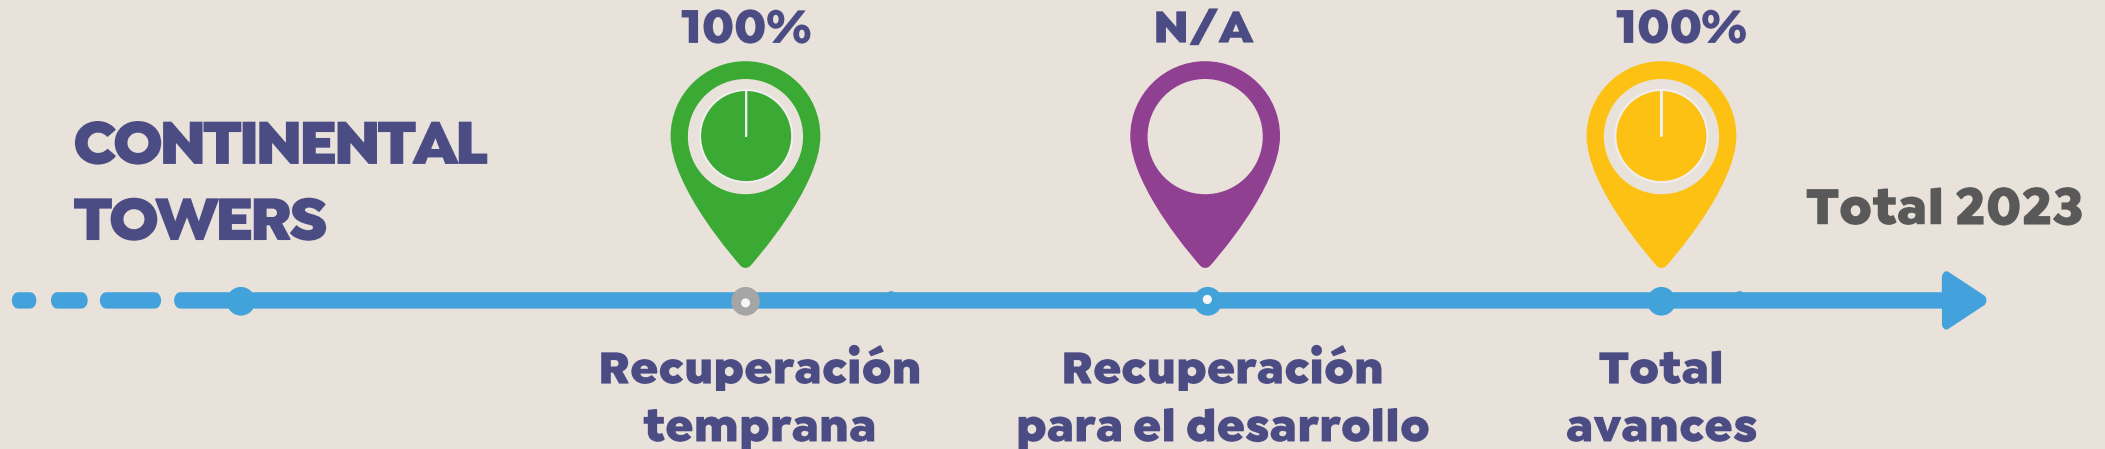 100%
N/A
100%
CONTINENTAL
TOWERS
Total 2023
Recuperación
temprana
Recuperación
para el desarrollo
Total
avances